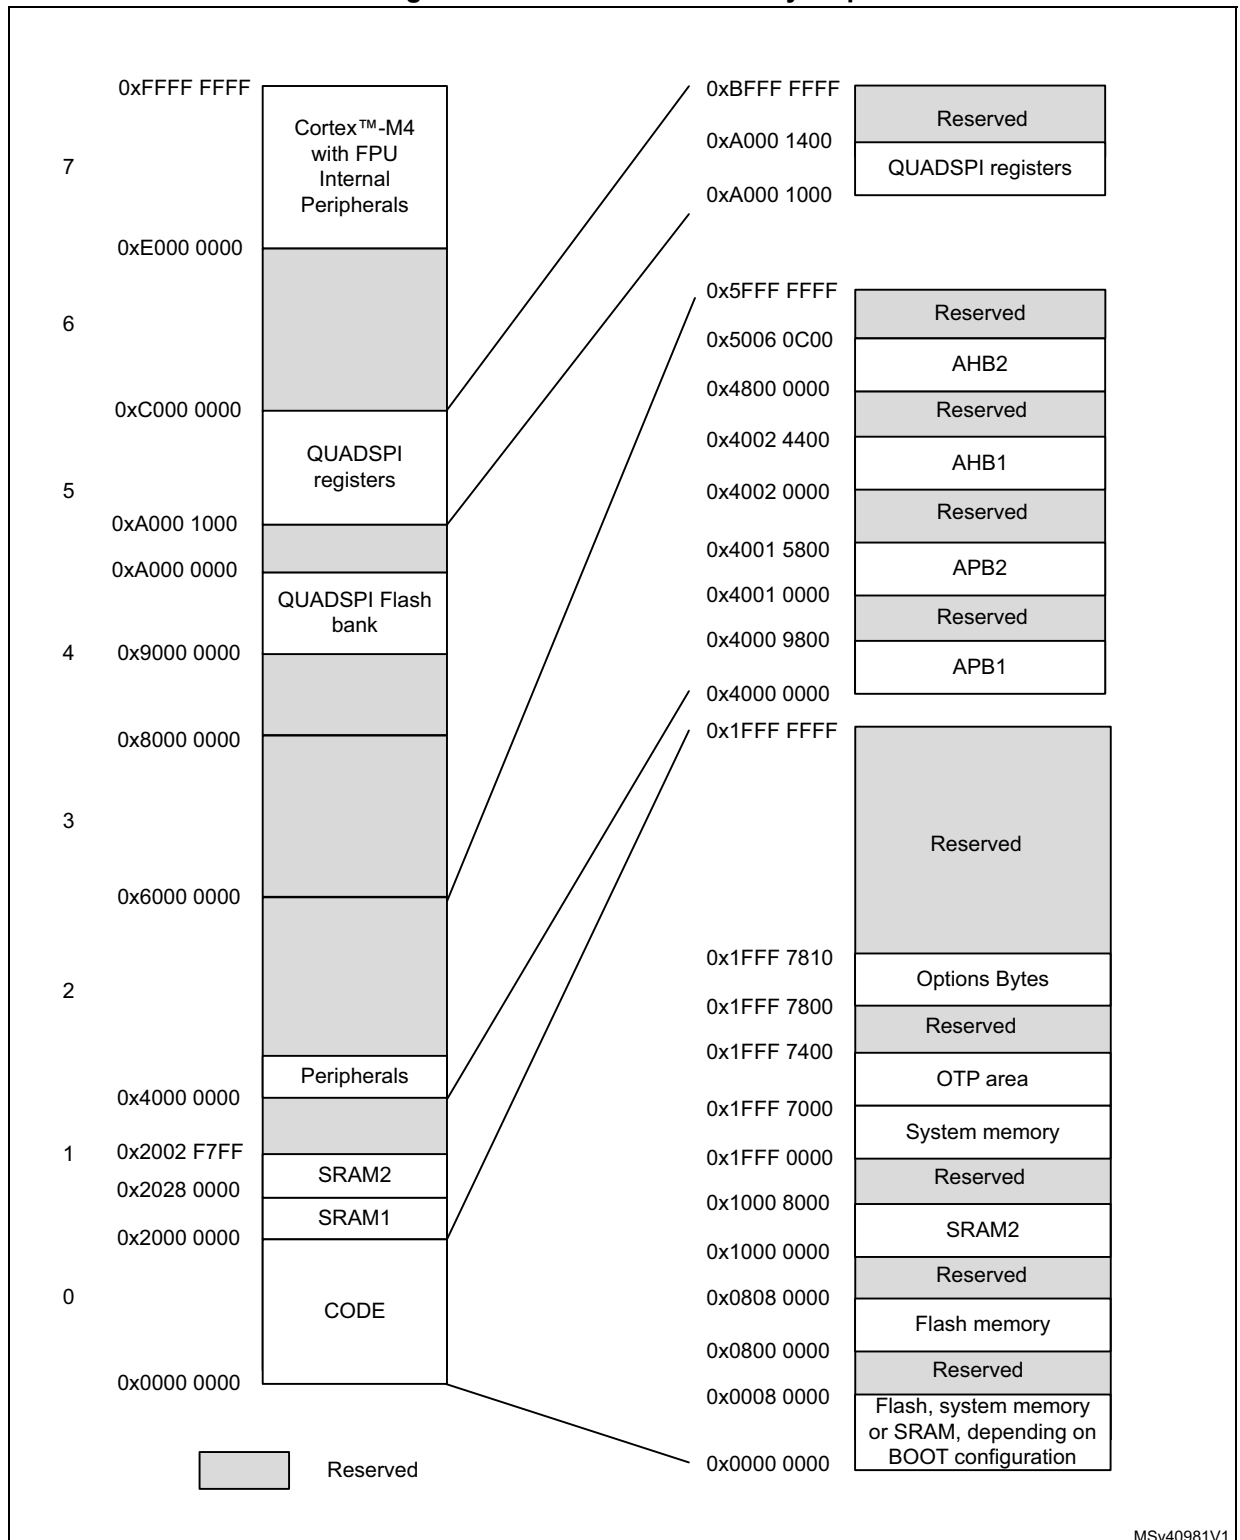 0xFFFF FFFF
Cortex™-M4
with FPU
Internal
Peripherals
7
0xE000 0000
6
0xC000 0000
QUADSPI
registers
5
0xA000 1000
0xA000 0000
QUADSPI Flash
bank
4
0x9000 0000
0x8000 0000
3
0x6000 0000
2
Peripherals
0x4000 0000
1
0x2002 F7FF
SRAM2
0x2028 0000
SRAM1
0x2000 0000
0
CODE
0x0000 0000
Reserved
0xBFFF FFFF
Reserved
0xA000 1400
QUADSPI registers
0xA000 1000
0x5FFF FFFF
Reserved
0x5006 0C00
AHB2
0x4800 0000
Reserved
0x4002 4400
AHB1
0x4002 0000
Reserved
0x4001 5800
APB2
0x4001 0000
Reserved
0x4000 9800
APB1
0x4000 0000
0x1FFF FFFF
Reserved
0x1FFF 7810
Options Bytes
0x1FFF 7800
Reserved
0x1FFF 7400
OTP area
0x1FFF 7000
System memory
0x1FFF 0000
Reserved
0x1000 8000
SRAM2
0x1000 0000
Reserved
0x0808 0000
Flash memory
0x0800 0000
Reserved
0x0008 0000
Flash, system memory
or SRAM, depending on
BOOT configuration
0x0000 0000
MSv40981V1